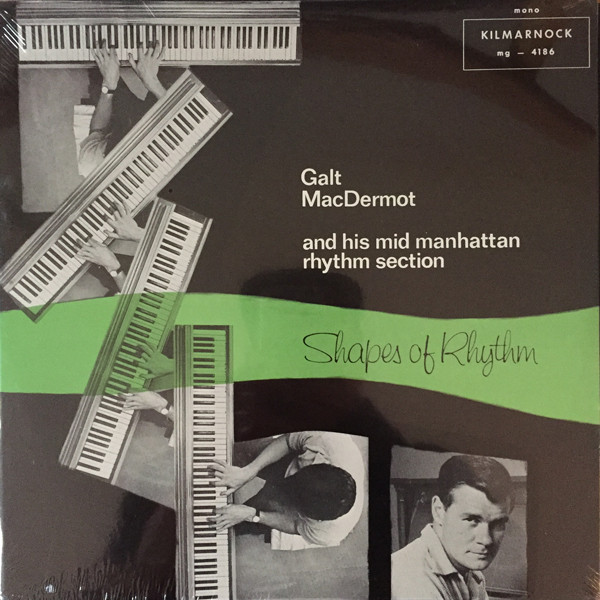 mono
KILMARNOCK
mg – 4186
Galt
MacDermot
and his mid manhattan
rhythm section
Shapes of Rhythm